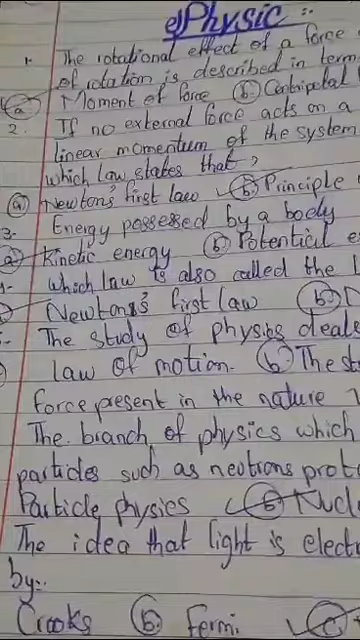 e) Physic :-
1. The rotational effect of a force
of rotation is described in term
(a) Moment of force (b) Centripetal
2. If no external force acts on a
linear momentum of the system
which law states that,
(a) Newton's first law (b) Principle
3- Energy possessed by a body
(a) Kinetic energy (b) Potential e
4- which law is also called the l
Newton's first law (b)
5- The study of physics deals
law of motion. (b) The st
force present in the nature
The branch of physics which
particles such as neutrons prot
Particle physics (b) Nucl
The idea that light is elect
by:-
Crooks (b) Fermi (c)